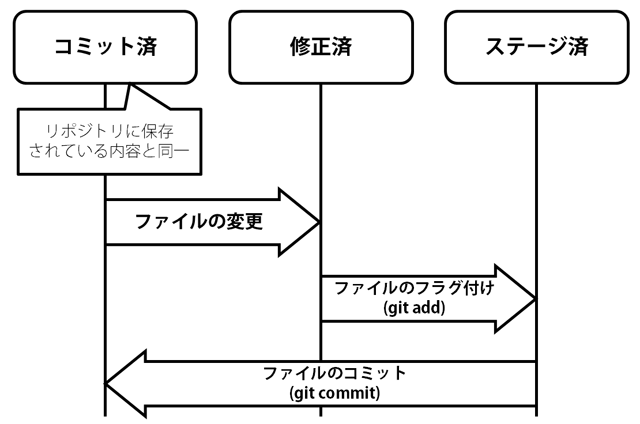 コミット済
修正済
ステージ済
リポジトリに保存
されている内容と同一
ファイルの変更
ファイルのフラグ付け
(git add)
ファイルのコミット
(git commit)